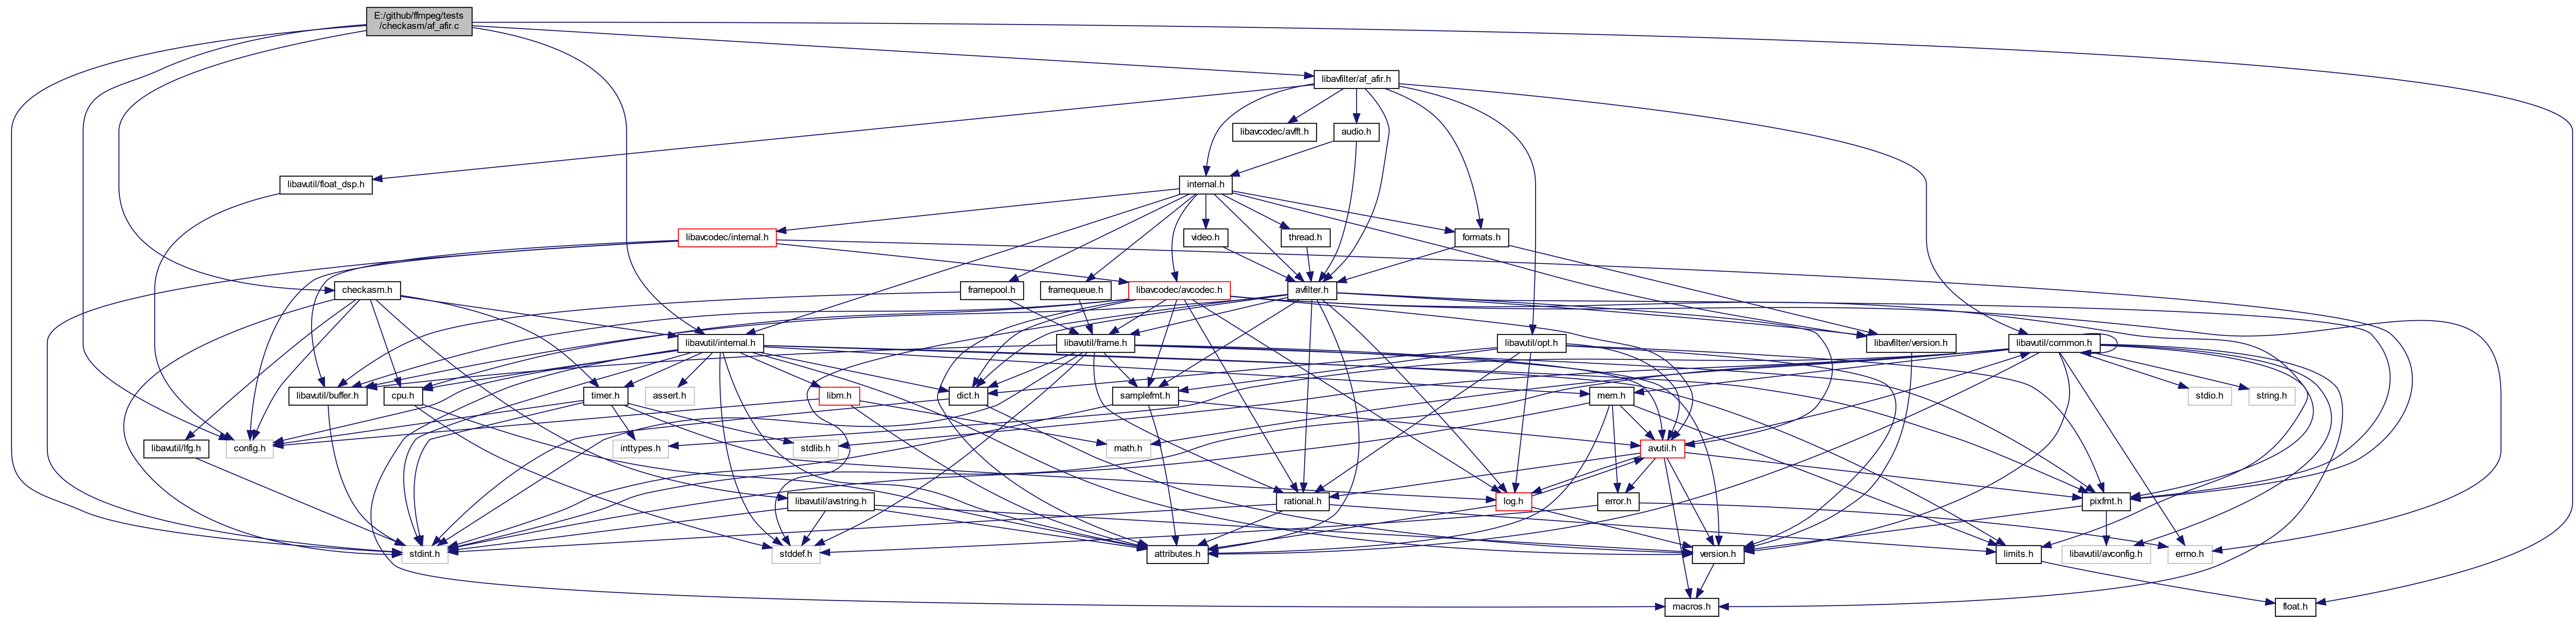 E:/github/ffmpeg/tests
/checkasm/af_afir.c
libavfilter/af_afir.h
libavcodec/avfft.h
audio.h
libavutil/float_dsp.h
internal.h
libavcodec/internal.h
video.h
thread.h
formats.h
checkasm.h
framepool.h
framequeue.h
libavcodec/avcodec.h
avfilter.h
libavutil/internal.h
libavutil/frame.h
libavutil/opt.h
libavfilter/version.h
libavutil/common.h
libavutil/buffer.h
cpu.h
timer.h
assert.h
libm.h
dict.h
samplefmt.h
mem.h
stdio.h
string.h
libavutil/lfg.h
config.h
inttypes.h
stdlib.h
math.h
avutil.h
libavutil/avstring.h
rational.h
log.h
error.h
pixfmt.h
stdint.h
stddef.h
attributes.h
version.h
limits.h
libavutil/avconfig.h
errno.h
macros.h
float.h